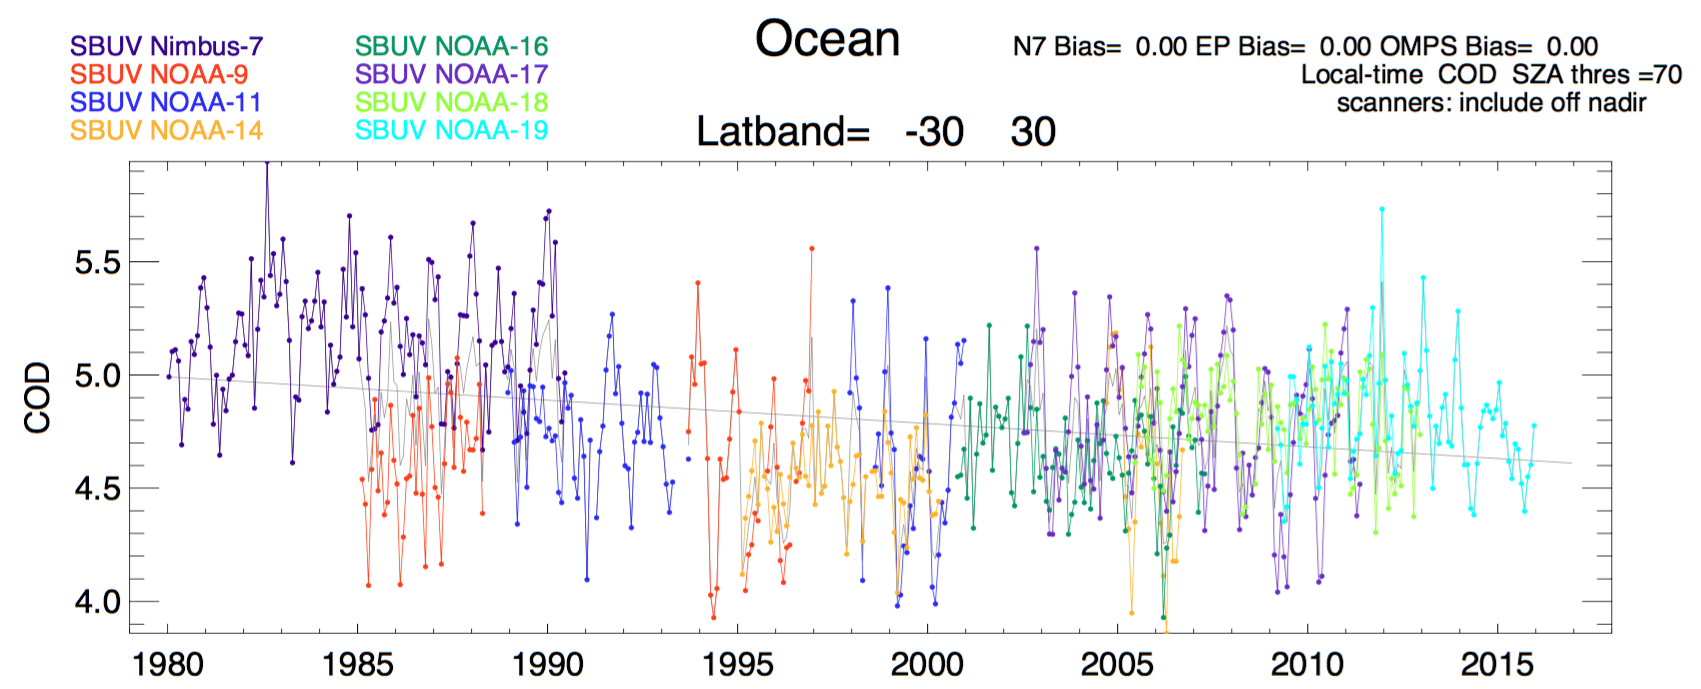 Ocean
SBUV Nimbus-7
SBUV NOAA-9
SBUV NOAA-11
SBUV NOAA-14
SBUV NOAA-16
SBUV NOAA-17
SBUV NOAA-18
SBUV NOAA-19
N7 Bias= 0.00 EP Bias= 0.00 OMPS Bias= 0.00
Local-time COD SZA thres =70
scanners: include off nadir
Latband= -30 30
COD
5.5
5.0
4.5
4.0
1980 1985 1990 1995 2000 2005 2010 2015